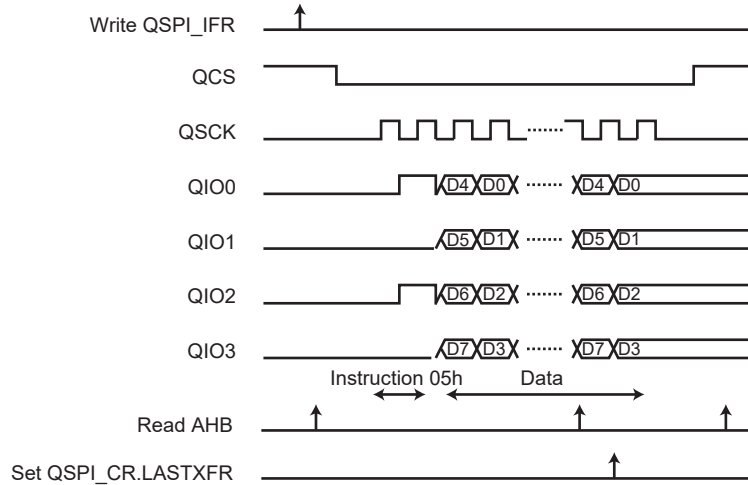 Write QSPI_IFR
QCS
QSCK
QIO0 D4 D0 D4 D0
QIO1 D5 D1 D5 D1
QIO2 D6 D2 D6 D2
QIO3 D7 D3 D7 D3
Instruction 05h Data
Read AHB
Set QSPI_CR.LASTXFR